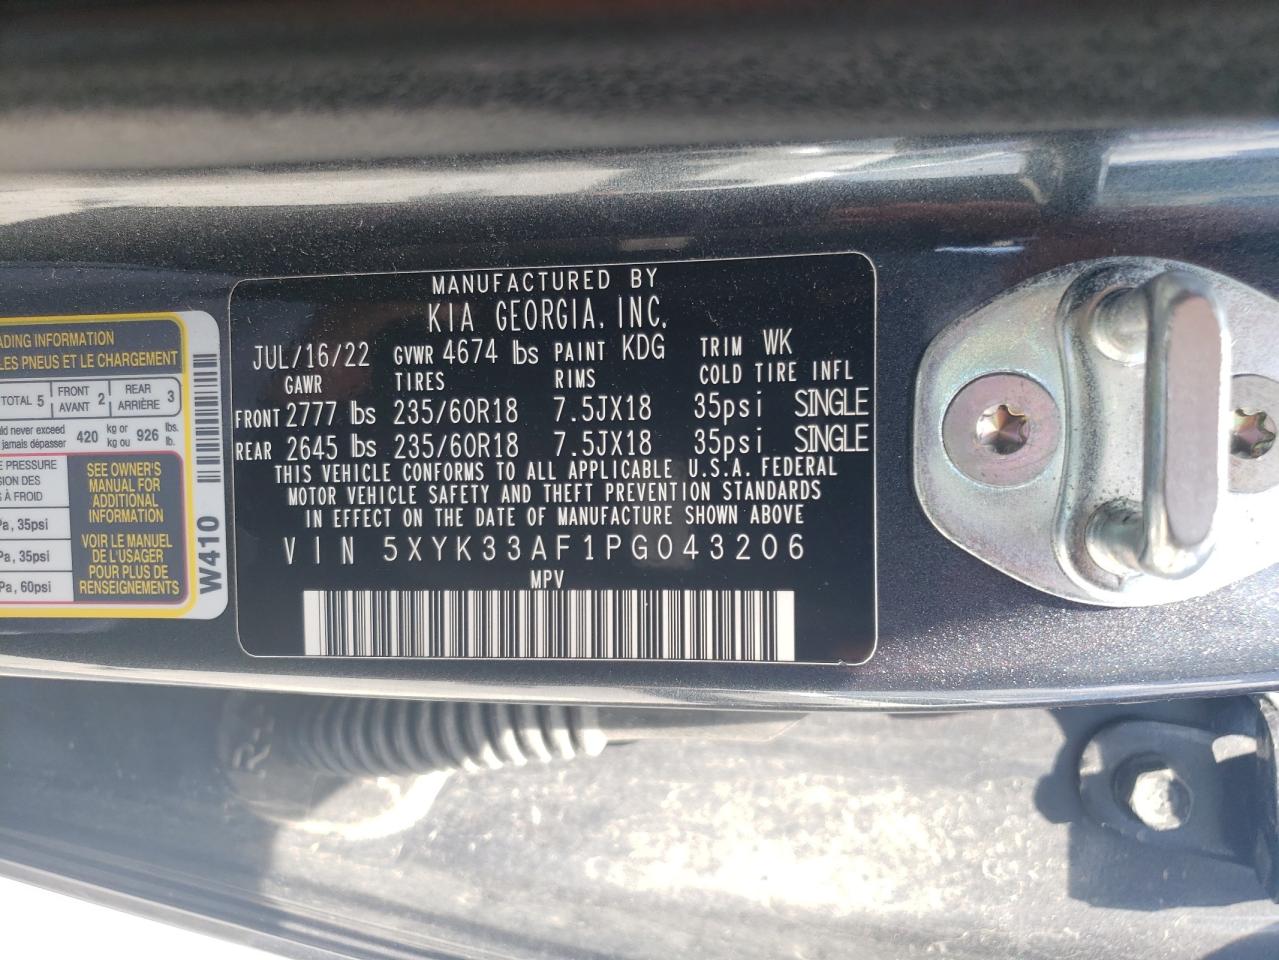 MANUFACTURED BY
KIA GEORGIA, INC.
JUL/16/22 GVWR 4674 lbs PAINT KDG TRIM WK
GAWR TIRES RIMS COLD TIRE INFL
FRONT 2777 lbs 235/60R18 7.5JX18 35psi SINGLE
REAR 2645 lbs 235/60R18 7.5JX18 35psi SINGLE
THIS VEHICLE CONFORMS TO ALL APPLICABLE U.S.A. FEDERAL
MOTOR VEHICLE SAFETY AND THEFT PREVENTION STANDARDS
IN EFFECT ON THE DATE OF MANUFACTURE SHOWN ABOVE
VIN 5XYK33AF1PG043206
MPV
ADING INFORMATION
LES PNEUS ET LE CHARGEMENT
TOTAL 5 FRONT AVANT 2 REAR ARRIÈRE 3
uld never exceed
jamais dépasser 420 kg or kg ou 926 lbs. lb.
E PRESSURE
SION DES
S À FROID
Pa, 35psi
Pa, 35psi
Pa, 60psi
SEE OWNER'S
MANUAL FOR
ADDITIONAL
INFORMATION
VOIR LE MANUEL
DE L'USAGER
POUR PLUS DE
RENSEIGNEMENTS
W410